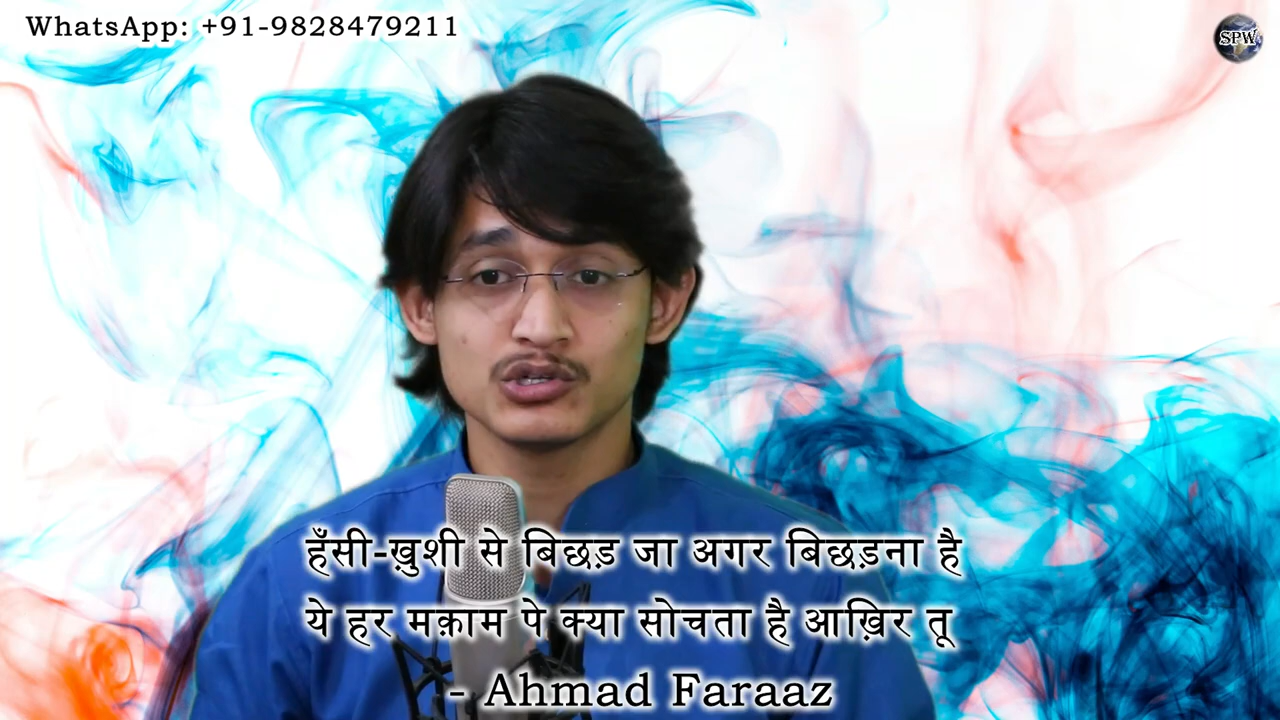 WhatsApp: +91-9828479211
SPW
हँसी-ख़ुशी से बिछड़ जा अगर बिछड़ना है
ये हर मक़ाम पे क्या सोचता है आख़िर तू
- Ahmad Faraaz